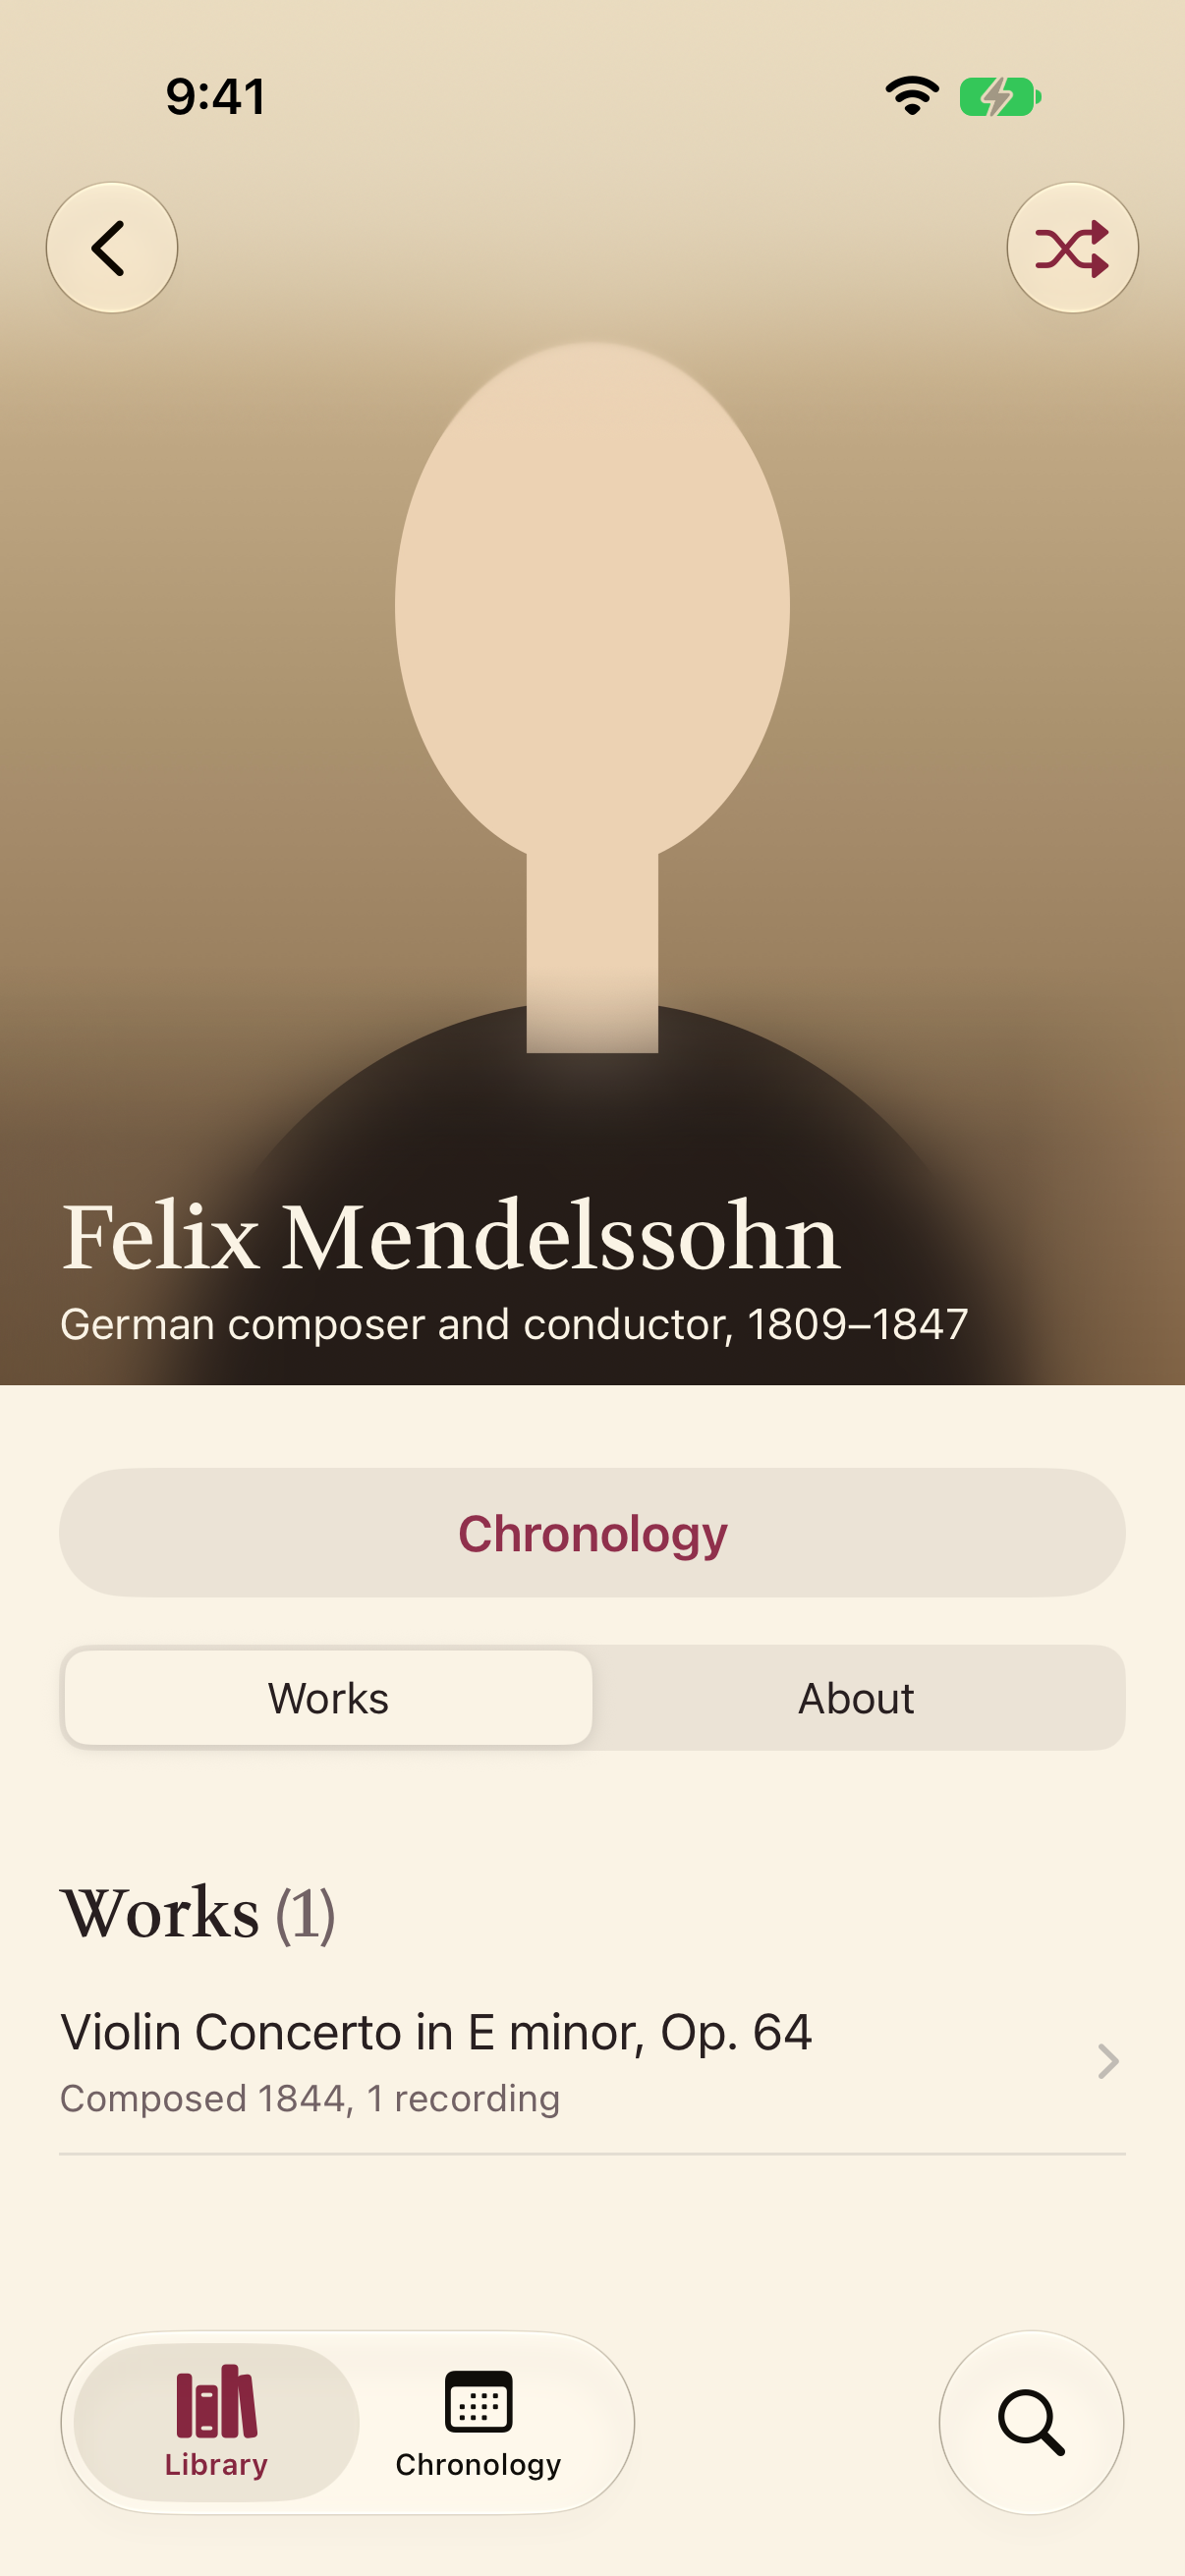 9:41
Felix Mendelssohn
German composer and conductor, 1809–1847
Chronology
Works
About
Works (1)
Violin Concerto in E minor, Op. 64
Composed 1844, 1 recording
Library
Chronology